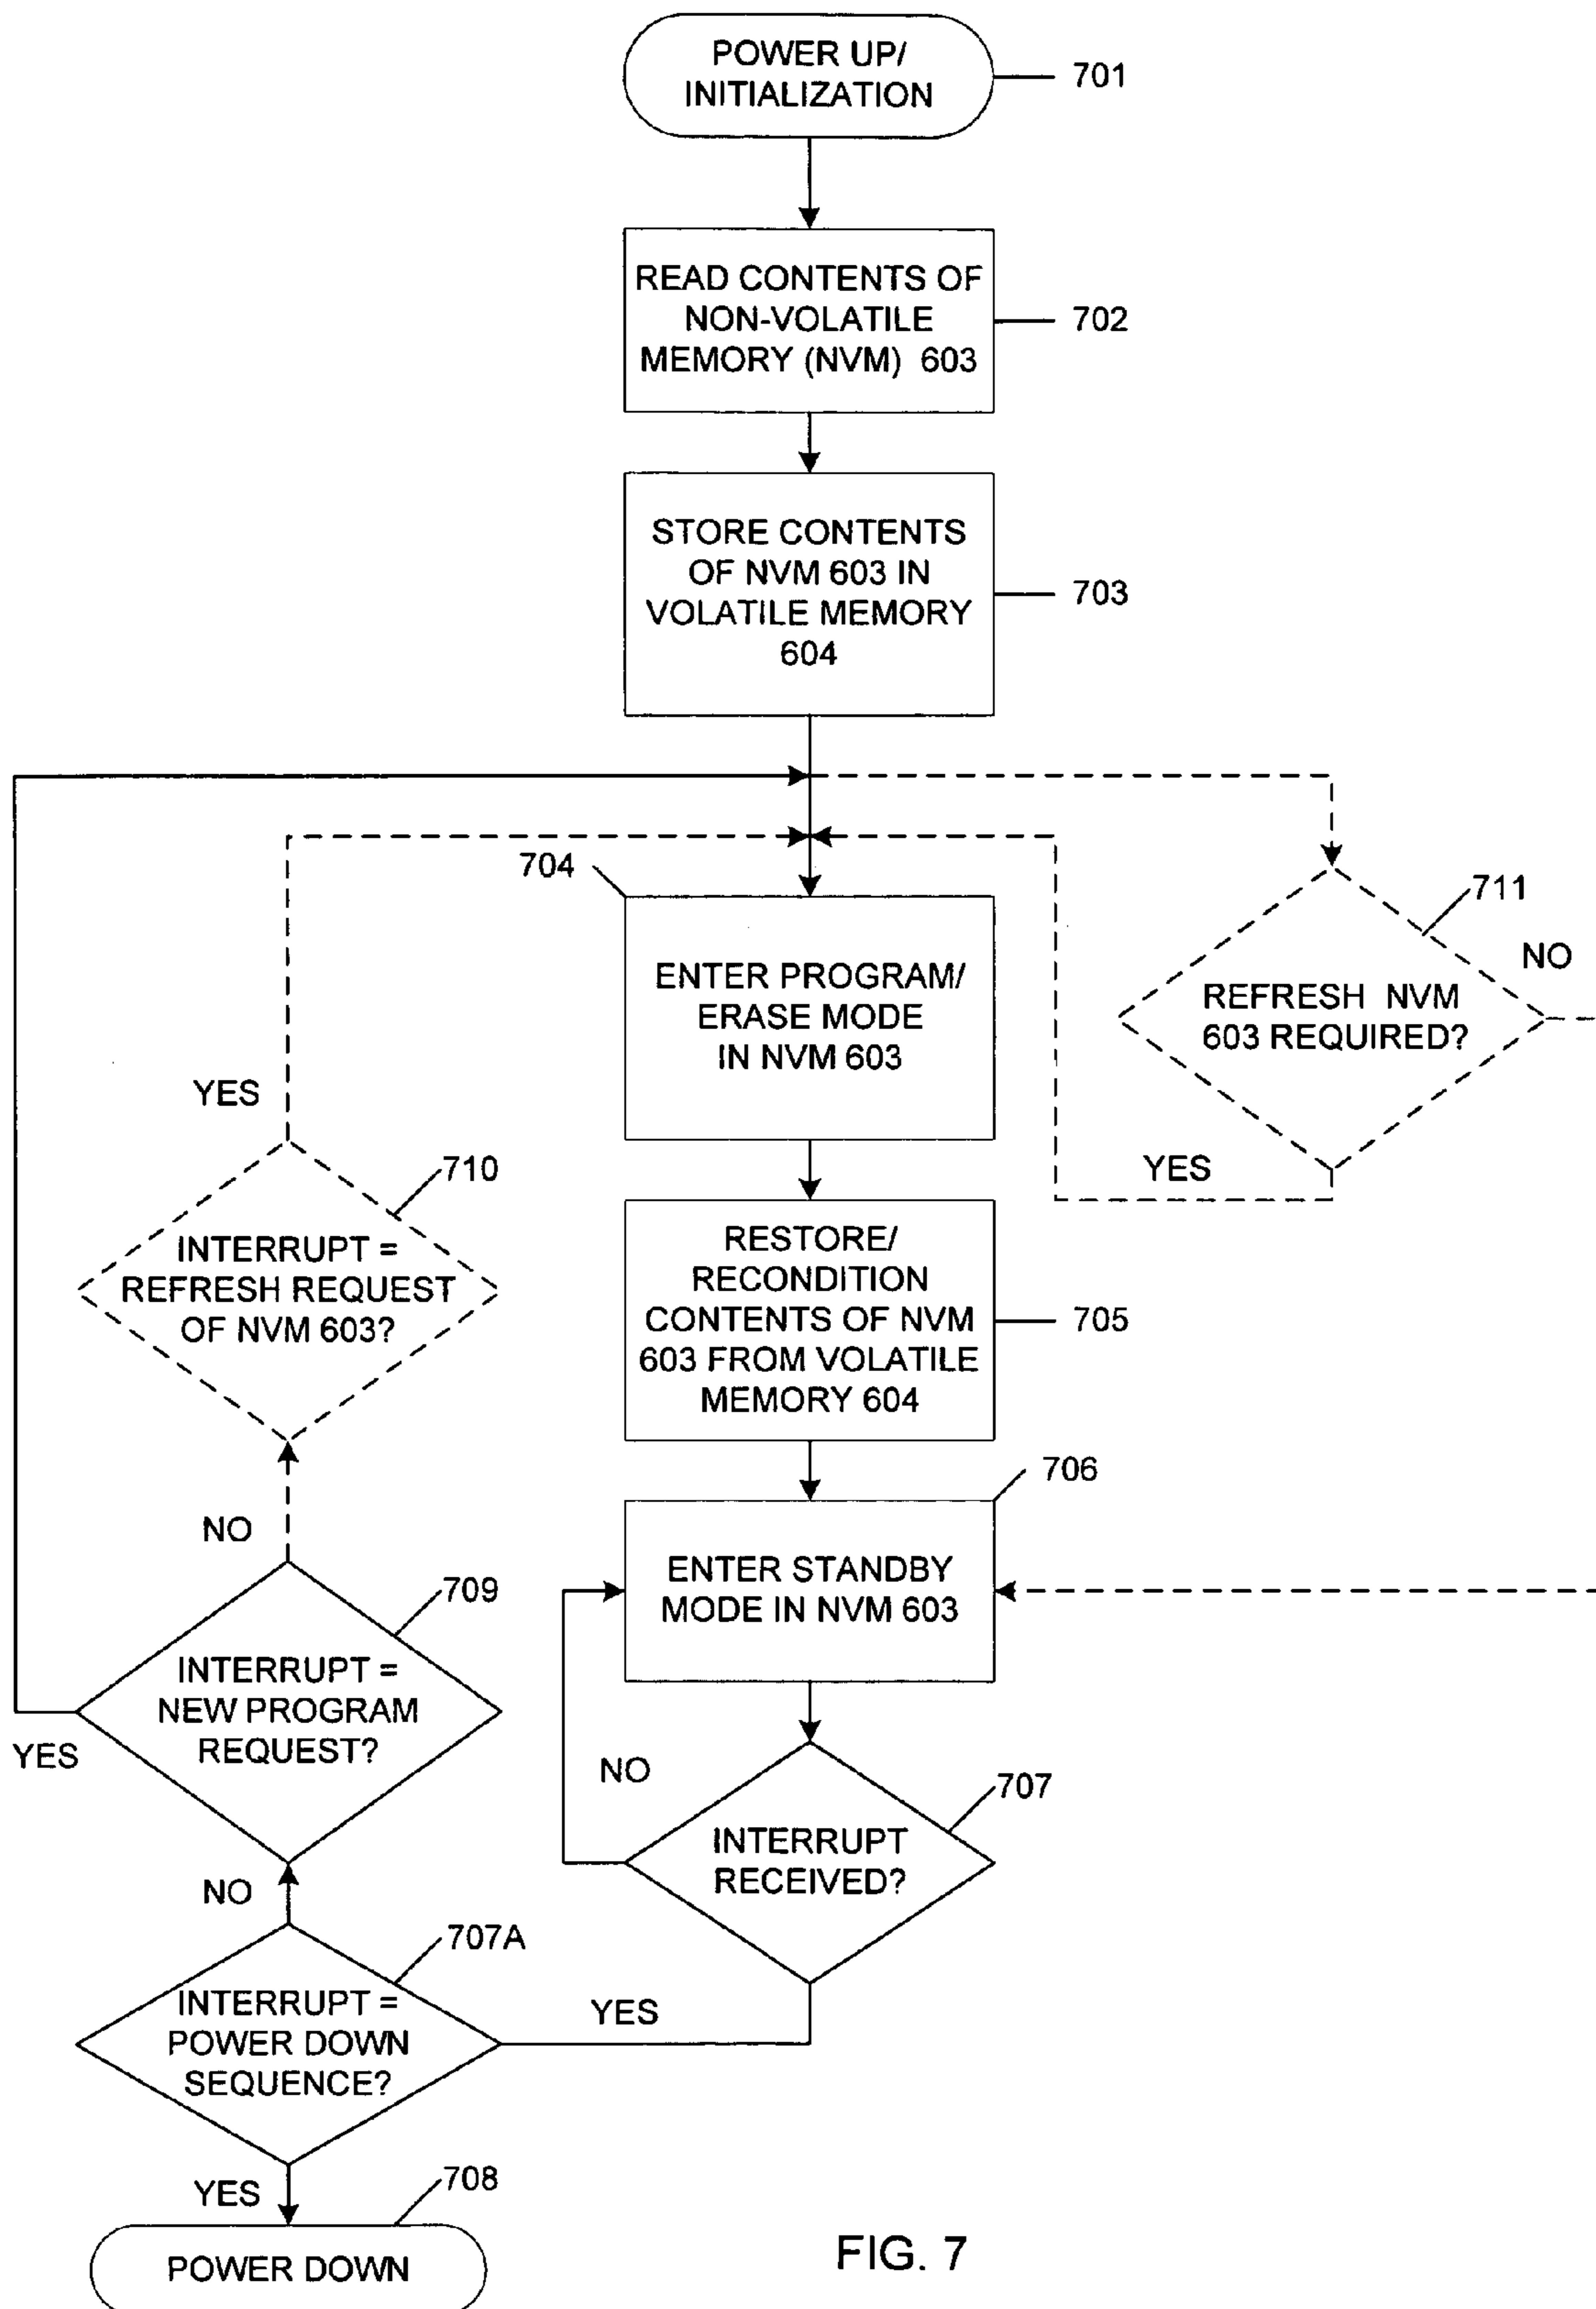 POWER UP/
INITIALIZATION
701
READ CONTENTS OF
NON-VOLATILE
MEMORY (NVM) 603
702
STORE CONTENTS
OF NVM 603 IN
VOLATILE MEMORY
604
703
704
ENTER PROGRAM/
ERASE MODE
IN NVM 603
711
NO
REFRESH NVM
603 REQUIRED?
YES
YES
710
INTERRUPT =
REFRESH REQUEST
OF NVM 603?
RESTORE/
RECONDITION
CONTENTS OF NVM
603 FROM VOLATILE
MEMORY 604
705
706
ENTER STANDBY
MODE IN NVM 603
NO
709
INTERRUPT =
NEW PROGRAM
REQUEST?
YES
NO
707
INTERRUPT
RECEIVED?
NO
707A
INTERRUPT =
POWER DOWN
SEQUENCE?
YES
YES
708
POWER DOWN
FIG. 7